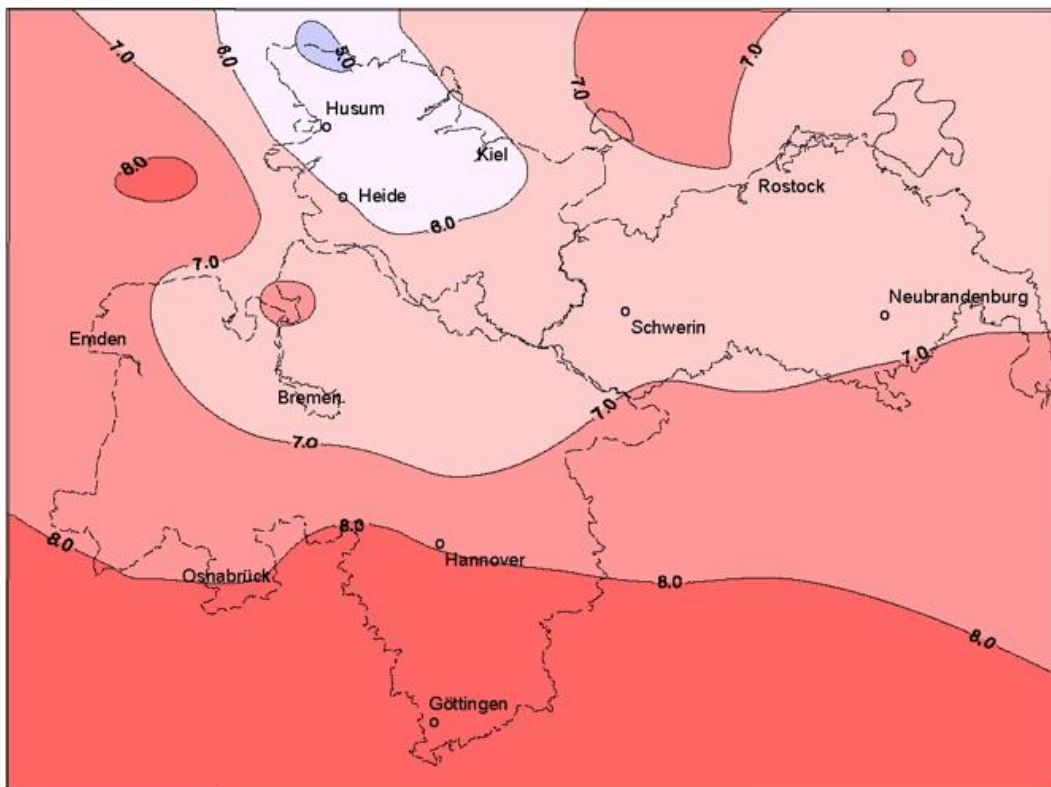 7.0
6.0
5.0
7.0
7.0
Husum
8.0
Kiel
Heide
Rostock
6.0
7.0
Neubrandenburg
Schwerin
Emden
7.0
Bremen
7.0
7.0
8.0
8.0
Hannover
Osnabrück
8.0
8.0
Göttingen